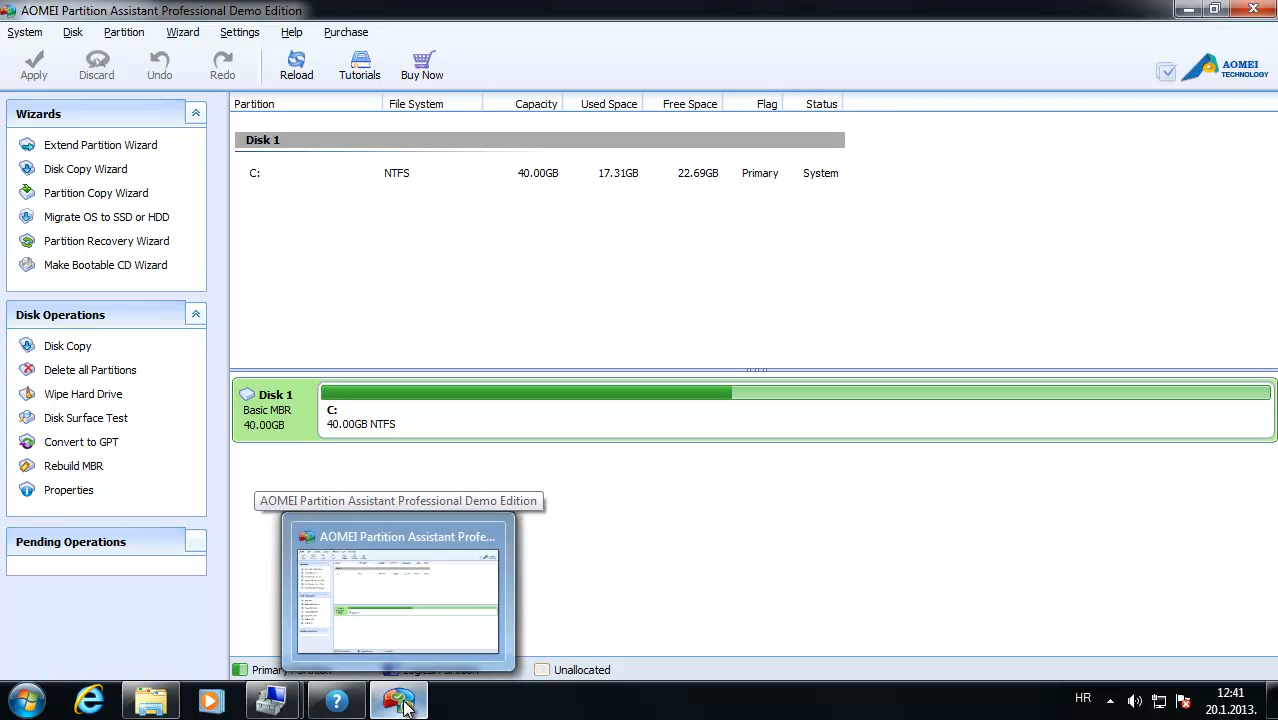 AOMEI Partition Assistant Professional Demo Edition
System Disk Partition Wizard Settings Help Purchase
Apply Discard Undo Redo Reload Tutorials Buy Now
AOMEI
TECHNOLOGY
Wizards
Extend Partition Wizard
Disk Copy Wizard
Partition Copy Wizard
Migrate OS to SSD or HDD
Partition Recovery Wizard
Make Bootable CD Wizard
Disk Operations
Disk Copy
Delete all Partitions
Wipe Hard Drive
Disk Surface Test
Convert to GPT
Rebuild MBR
Properties
Pending Operations
Partition File System Capacity Used Space Free Space Flag Status
Disk 1
C: NTFS 40.00GB 17.31GB 22.69GB Primary System
Disk 1
Basic MBR
40.00GB
C:
40.00GB NTFS
AOMEI Partition Assistant Professional Demo Edition
AOMEI Partition Assistant Profe...
Primary Partition Logical Partition Unallocated
HR
12:41
20.1.2013.